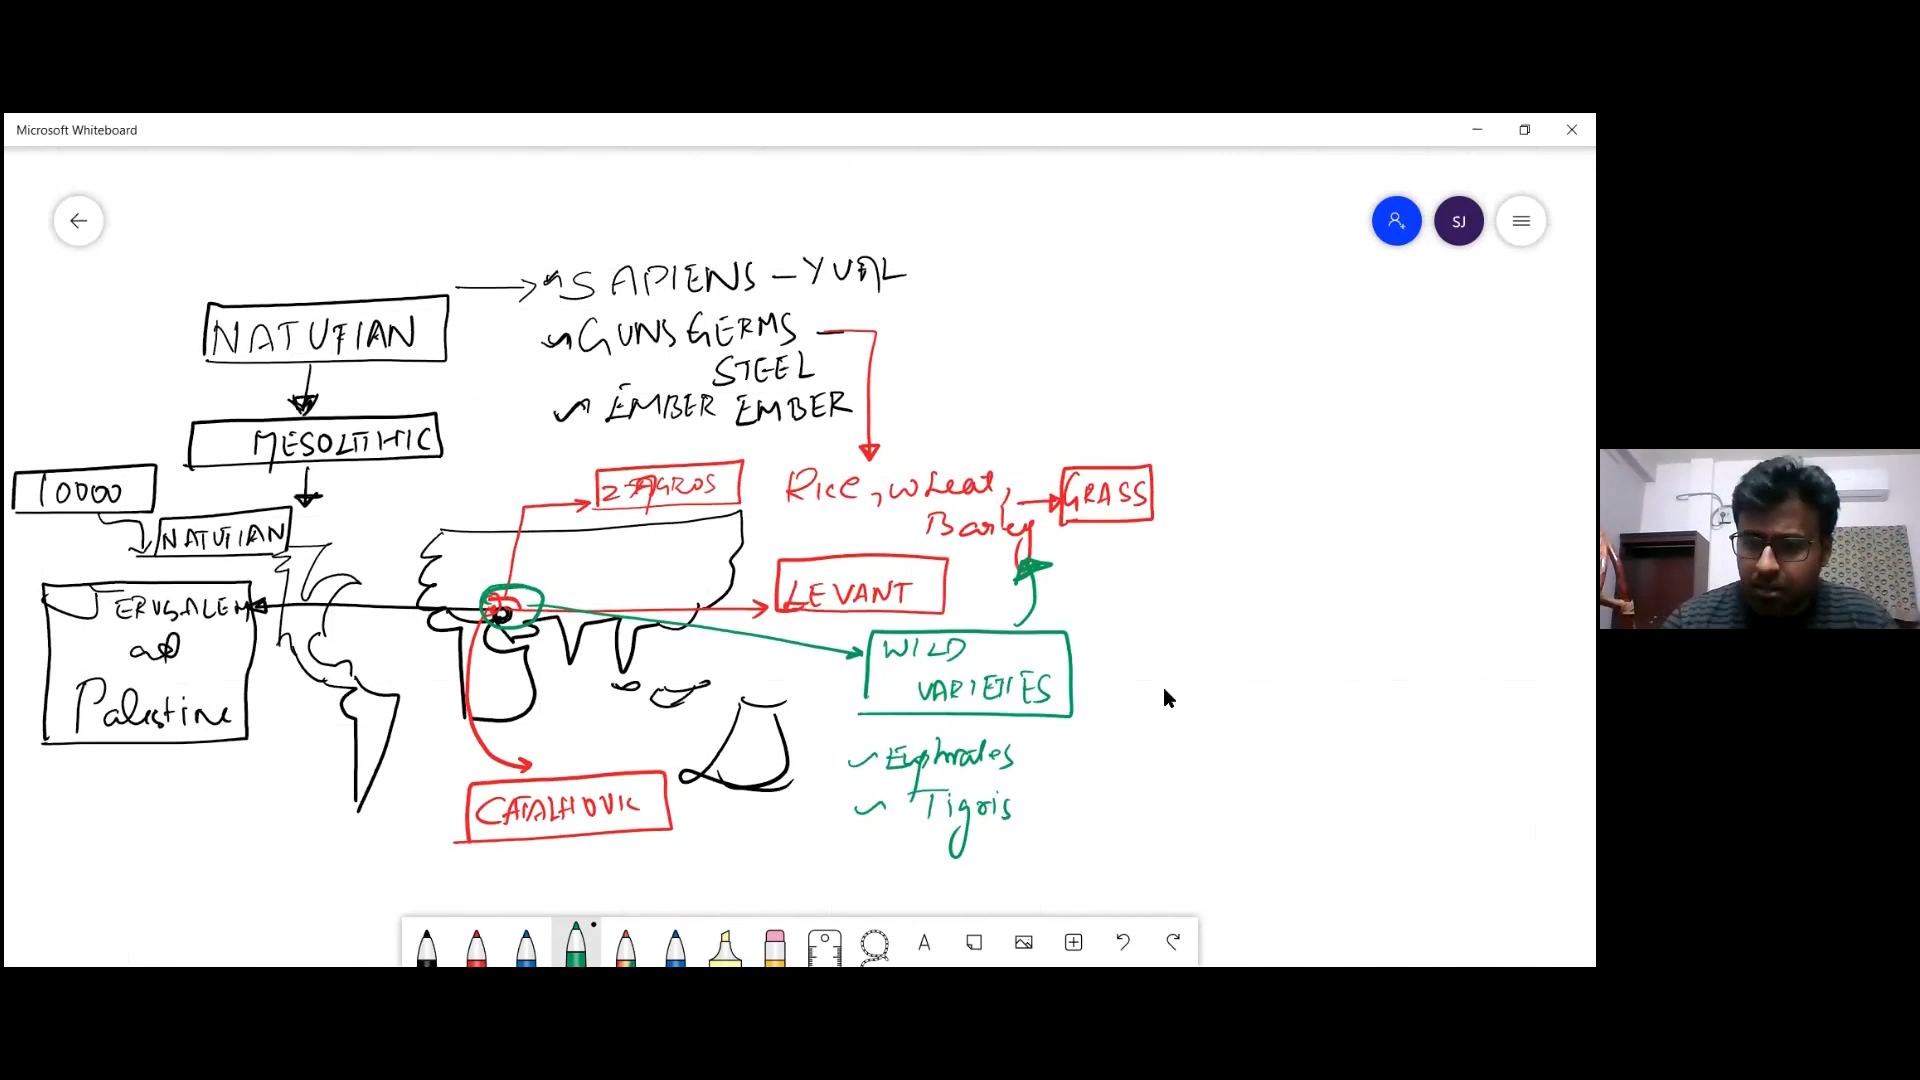 Microsoft Whiteboard
SJ
SAPIENS - YUVAL
NATUFIAN
GUNS GERMS
STEEL
EMBER EMBER
MESOLITHIC
10000
ZAGROS
Rice, wheat,
Barley
GRASS
NATUFIAN
JERUSALEM
and
Palestine
LEVANT
WILD
VARIETIES
Euphrates
Tigris
CATALHOUK
A